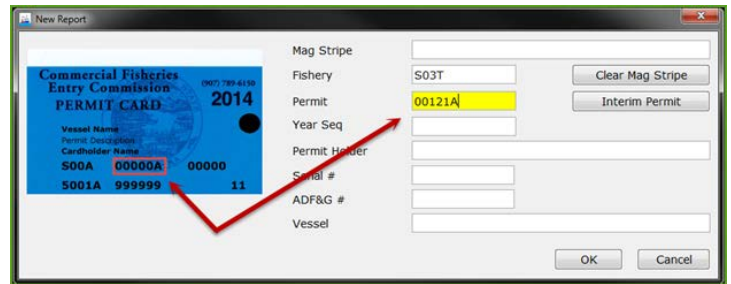 New Report
Commercial Fisheries
Entry Commission
(907) 789-6150
PERMIT CARD
2014
Vessel Name
Permit Description
Cardholder Name
S00A 00000A 00000
5001A 999999 11
Mag Stripe
Fishery S03T Clear Mag Stripe
Permit 00121A Interim Permit
Year Seq
Permit Holder
Serial #
ADF&G #
Vessel
OK Cancel